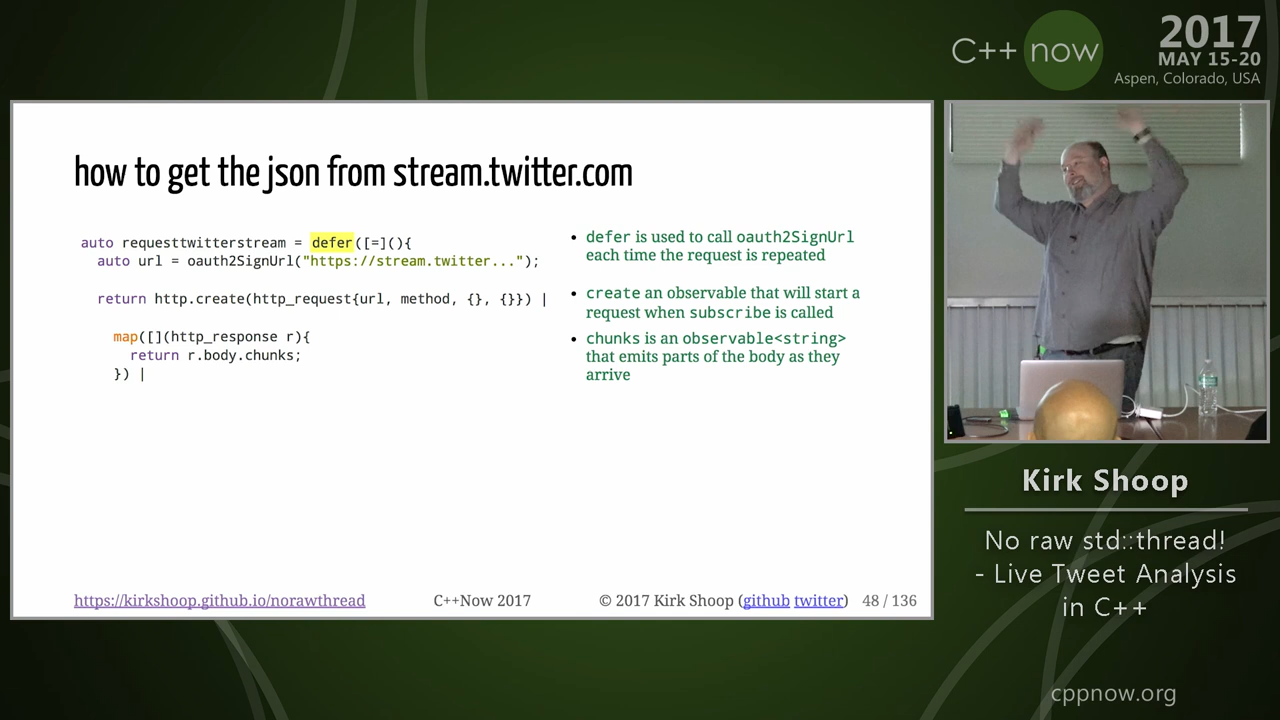 C++ now
2017
MAY 15-20
Aspen, Colorado, USA
how to get the json from stream.twitter.com
auto requesttwitterstream = defer([=](){
auto url = oauth2SignUrl("https://stream.twitter...");
return http.create(http_request{url, method, {}, {}}) |
map([](http_response r){
return r.body.chunks;
}) |
• defer is used to call oauth2SignUrl
each time the request is repeated
• create an observable that will start a
request when subscribe is called
• chunks is an observable<string>
that emits parts of the body as they
arrive
https://kirkshoop.github.io/norawthread
C++Now 2017
© 2017 Kirk Shoop (github twitter)
48 / 136
Kirk Shoop
No raw std::thread!
- Live Tweet Analysis
in C++
cppnow.org